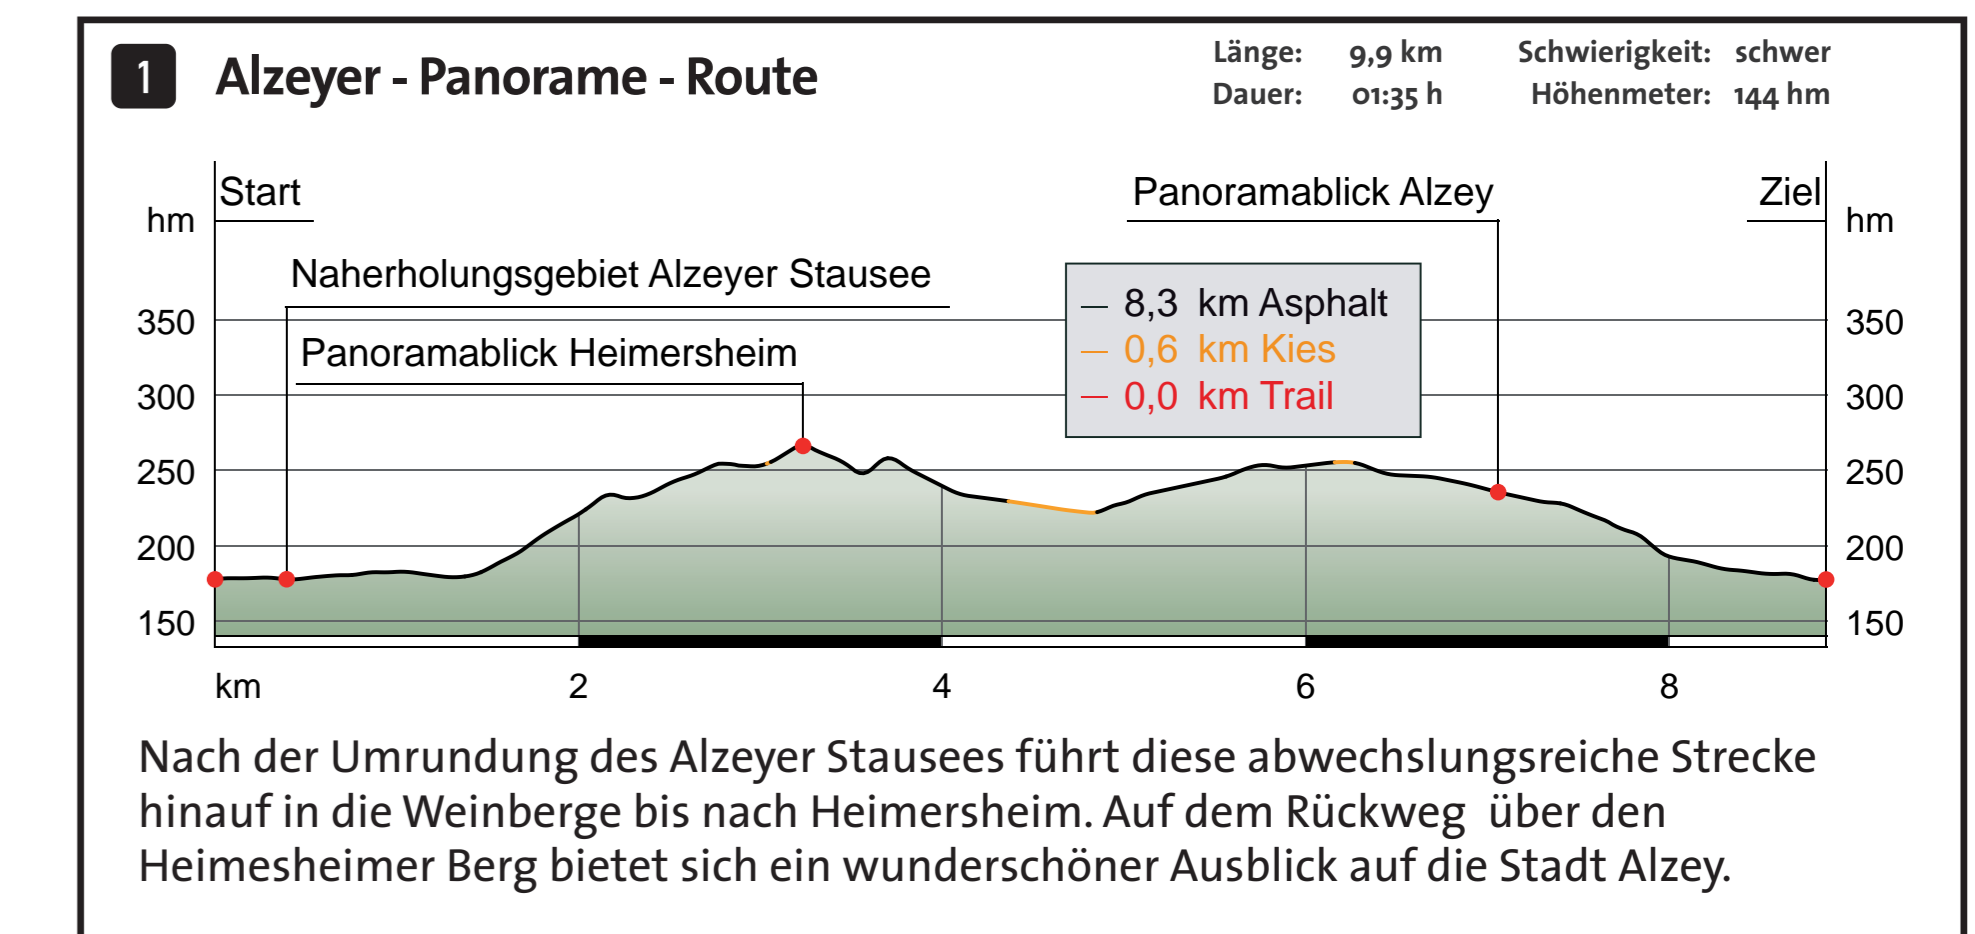 1 Alzeyer - Panorame - Route
Länge: 9,9 km Schwierigkeit: schwer
Dauer: 01:35 h Höhenmeter: 144 hm
Start Panoramablick Alzey Ziel
hm hm
Naherholungsgebiet Alzeyer Stausee
8,3 km Asphalt
350 350
Panoramablick Heimersheim
0,6 km Kies
300 0,0 km Trail 300
250 250
200 200
150 150
km 2 4 6 8
Nach der Umrundung des Alzeyer Stausees führt diese abwechslungsreiche Strecke
hinauf in die Weinberge bis nach Heimersheim. Auf dem Rückweg über den
Heimesheimer Berg bietet sich ein wunderschöner Ausblick auf die Stadt Alzey.